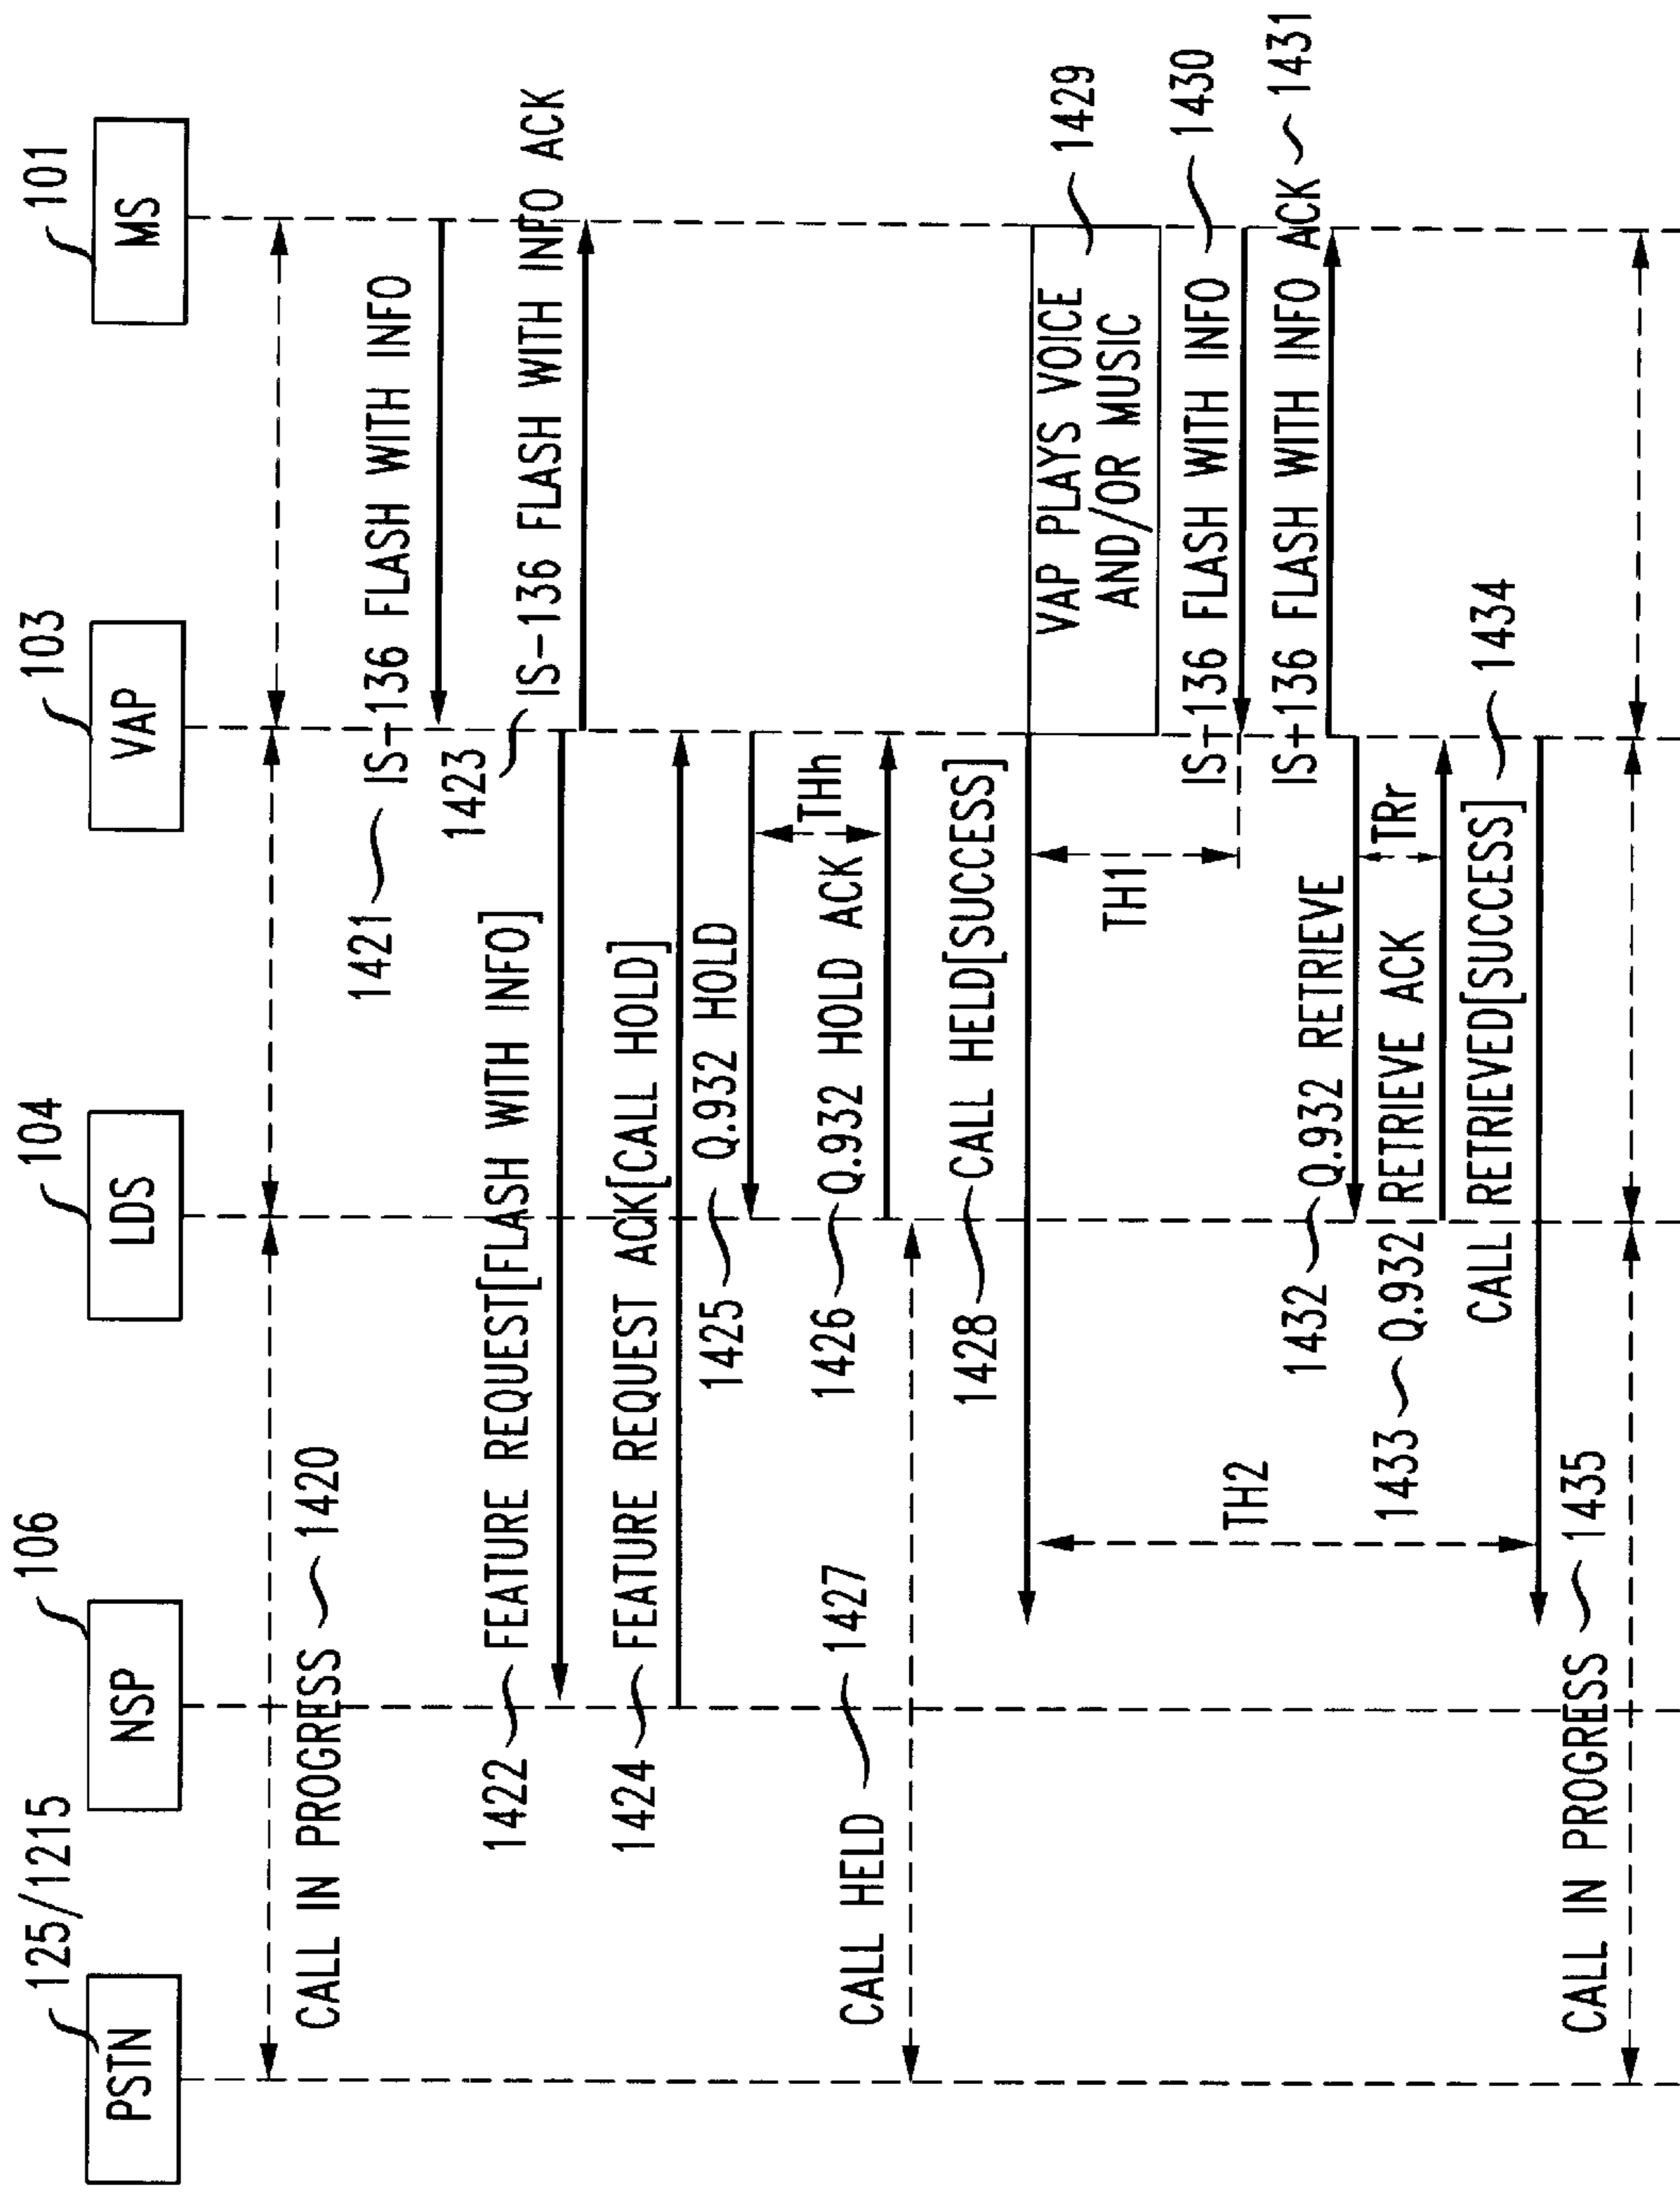 125/1215
106
104
103
101
PSTN
NSP
LDS
VAP
MS
CALL IN PROGRESS 1420
1421 IS-136 FLASH WITH INFO
1422 FEATURE REQUEST[FLASH WITH INFO]
1423 IS-136 FLASH WITH INFO ACK
1424 FEATURE REQUEST ACK[CALL HOLD]
1425 Q.932 HOLD
THh
1426 Q.932 HOLD ACK
CALL HELD 1427
1428 CALL HELD[SUCCESS]
VAP PLAYS VOICE
AND/OR MUSIC
1429
TH1
IS-136 FLASH WITH INFO 1430
IS-136 FLASH WITH INFO ACK 1431
TH2
1432 Q.932 RETRIEVE
TRr
1433 Q.932 RETRIEVE ACK
CALL RETRIEVED[SUCCESS] 1434
CALL IN PROGRESS 1435